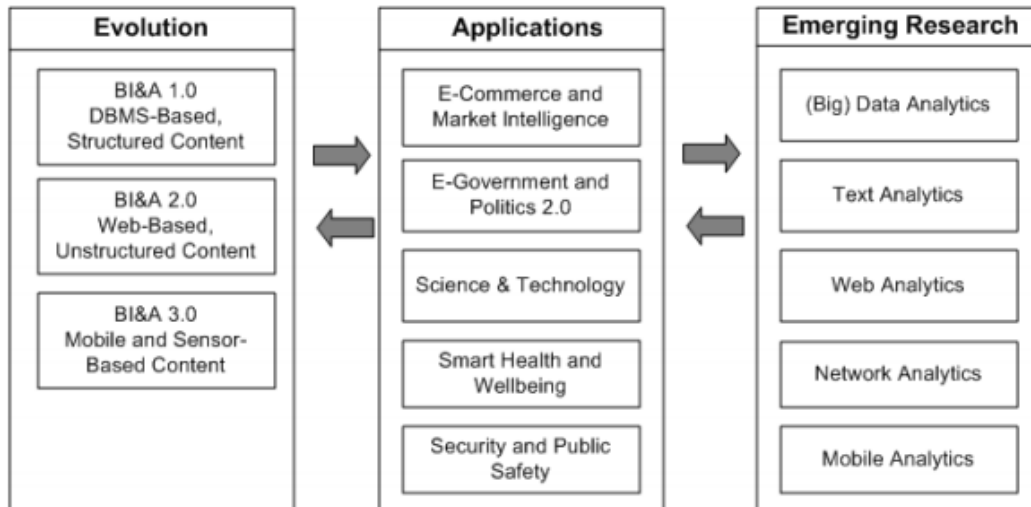 Evolution
BI&A 1.0
DBMS-Based,
Structured Content
BI&A 2.0
Web-Based,
Unstructured Content
BI&A 3.0
Mobile and Sensor-
Based Content
Applications
E-Commerce and
Market Intelligence
E-Government and
Politics 2.0
Science & Technology
Smart Health and
Wellbeing
Security and Public
Safety
Emerging Research
(Big) Data Analytics
Text Analytics
Web Analytics
Network Analytics
Mobile Analytics